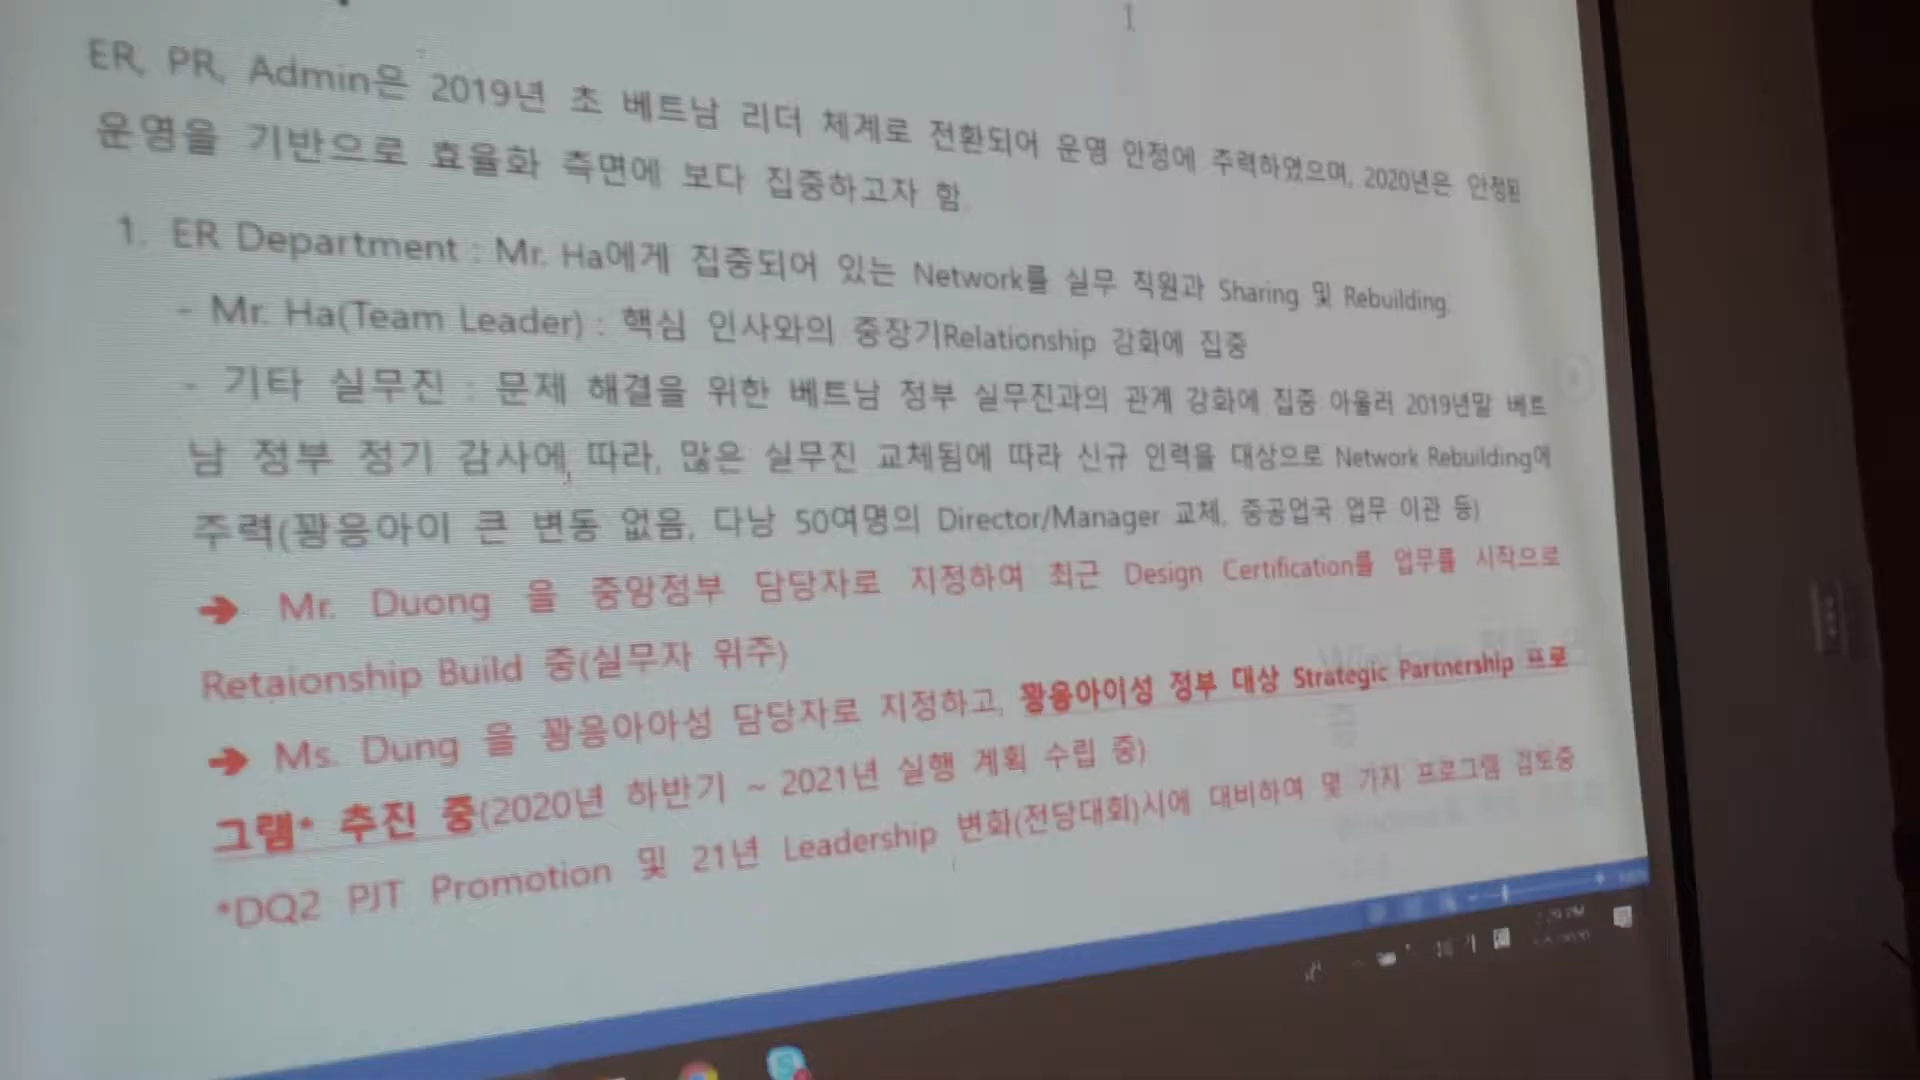 1
ER, PR, Admin은 2019년 초 베트남 리더 체계로 전환되어 운영 안정에 주력하였으며, 2020년은 안정된
운영을 기반으로 효율화 측면에 보다 집중하고자 함
1. ER Department : Mr. Ha에게 집중되어 있는 Network를 실무 직원과 Sharing 및 Rebuilding.
- Mr. Ha(Team Leader) : 핵심 인사와의 중장기Relationship 강화에 집중
- 기타 실무진 : 문제 해결을 위한 베트남 정부 실무진과의 관계 강화에 집중 아울러 2019년말 베트
남 정부 정기 감사에 따라, 많은 실무진 교체됨에 따라 신규 인력을 대상으로 Network Rebuilding에
주력(꽝응아이 큰 변동 없음, 다낭 50여명의 Director/Manager 교체, 중공업국 업무 이관 등)
➔ Mr. Duong 을 중앙정부 담당자로 지정하여 최근 Design Certification를 업무를 시작으로
Retaionship Build 중(실무자 위주)
➔ Ms. Dung 을 꽝응아아성 담당자로 지정하고, 꽝응아이성 정부 대상 Strategic Partnership 프로
그램* 추진 중(2020년 하반기 ~ 2021년 실행 계획 수립 중)
*DQ2 PJT Promotion 및 21년 Leadership 변화(전당대회)시에 대비하여 몇 가지 프로그램 검토중